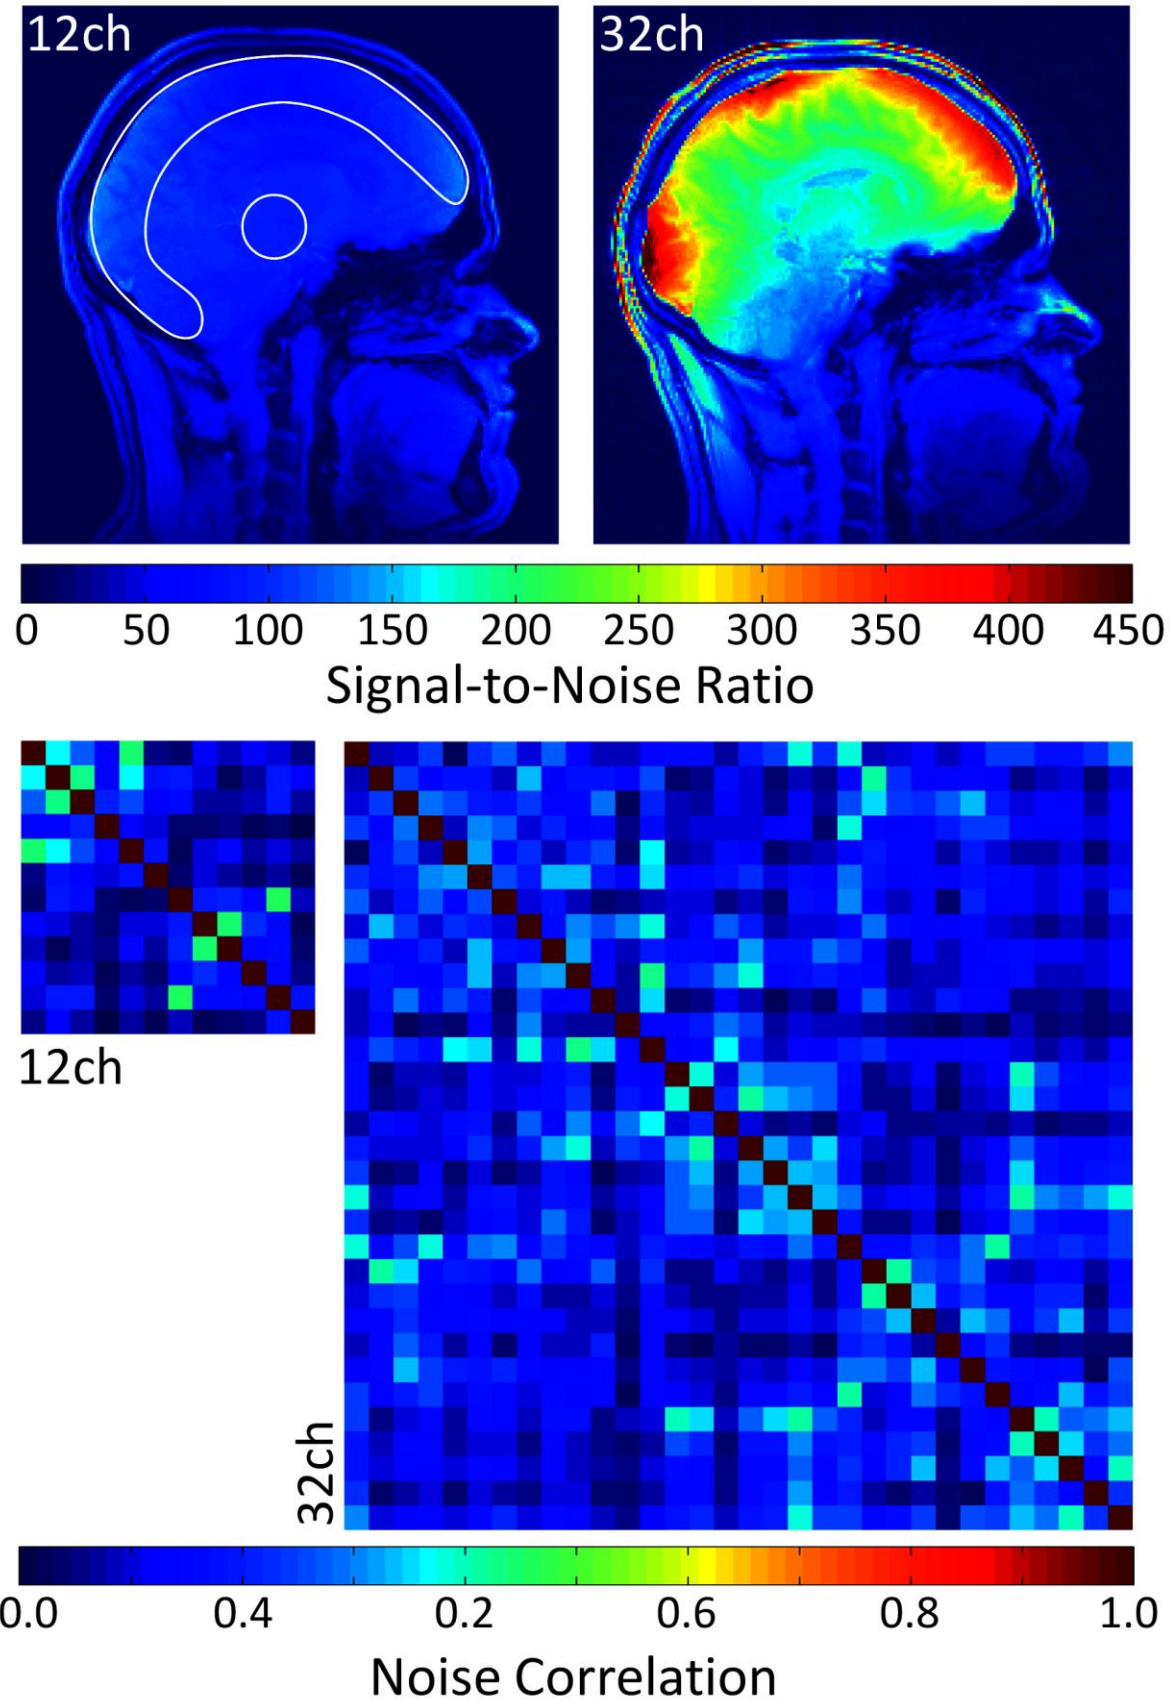 12ch 32ch
0 50 100 150 200 250 300 350 400 450
Signal-to-Noise Ratio
12ch
32ch
0.0 0.4 0.2 0.6 0.8 1.0
Noise Correlation